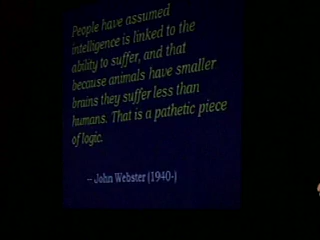 People have assumed
intelligence is linked to the
ability to suffer, and that
because animals have smaller
brains they suffer less than
humans. That is a pathetic piece
of logic.
-- John Webster (1940-)